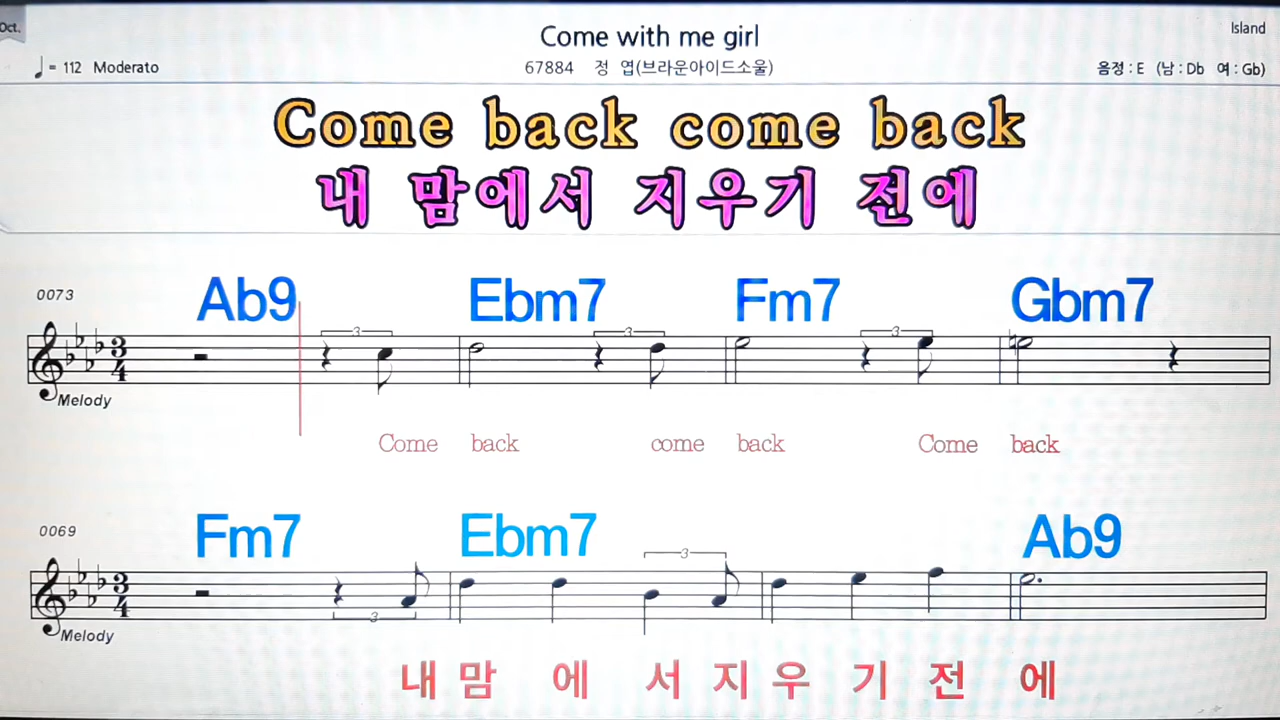 Oct.
Come with me girl
Island
♩ = 112 Moderato
67884 정 엽(브라운아이드소울)
음정 : E (남 : Db 여 : Gb)
Come back come back
내 맘에서 지우기 전에
0073
Ab9 Ebm7 Fm7 Gbm7
3 3 3
3/4
Melody
Come back come back Come back
0069
Fm7 Ebm7 Ab9
3
3/4
3
Melody
내 맘 에 서 지 우 기 전 에